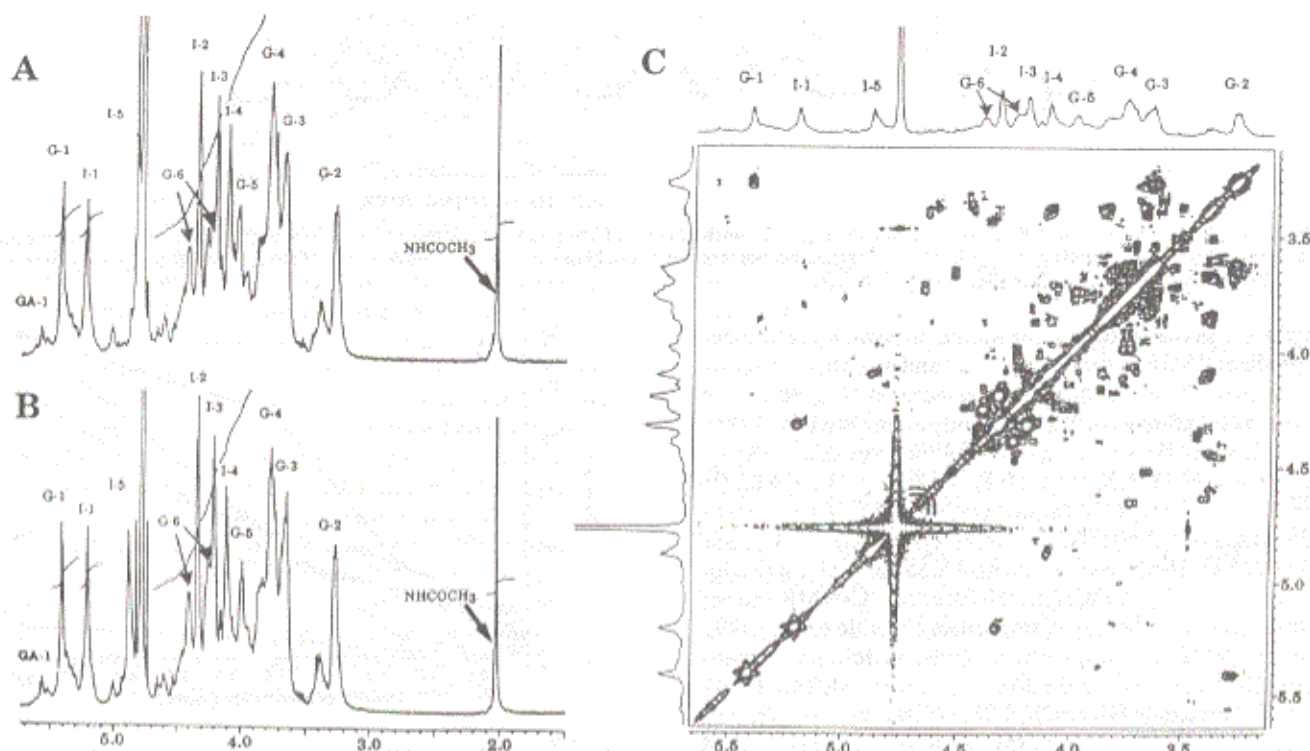 A
I-2
I-3
G-4
I-5
I-4
G-3
G-1
I-1
G-6
G-5
G-2
NHCOCH3
GA-1
B
I-2
I-3
G-4
G-3
I-5
I-4
G-1
I-1
G-6
G-5
G-2
NHCOCH3
GA-1
5.0 4.0 3.0 2.0
C
I-2
I-3 I-4
G-4
G-1 I-1 I-5
G-6
G-5
G-3
G-2
3.5
4.0
4.5
5.0
5.5
5.5 5.0 4.5 4.0